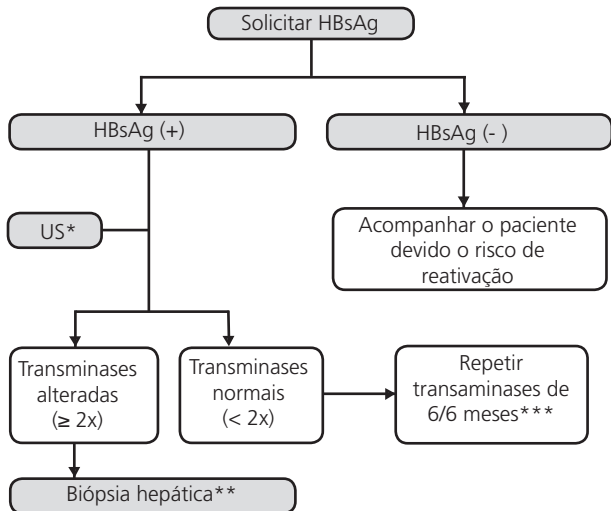 Solicitar HBsAg
HBsAg (+)
HBsAg (- )
US*
Acompanhar o paciente
devido o risco de
reativação
Transminases
alteradas
(≥ 2x)
Transminases
normais
(< 2x)
Repetir
transaminases de
6/6 meses***
Biópsia hepática**